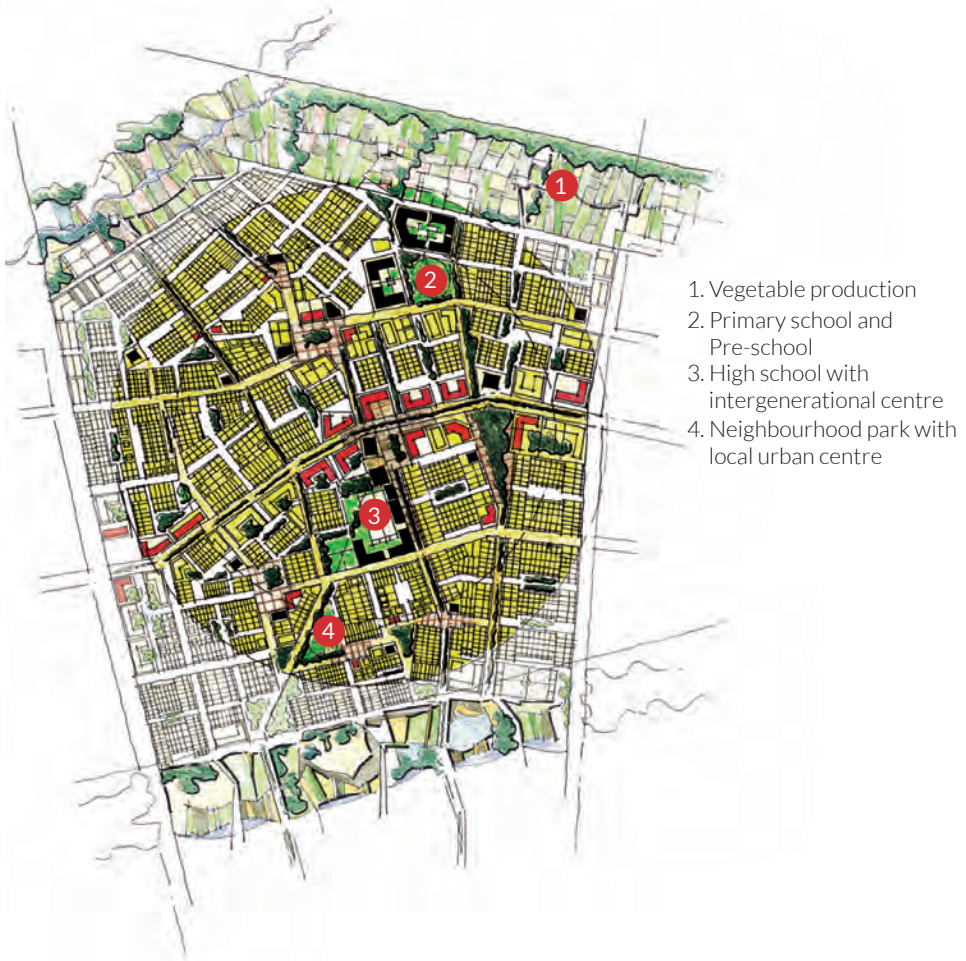 1
2
3
4
1. Vegetable production
2. Primary school and
Pre-school
3. High school with
intergenerational centre
4. Neighbourhood park with
local urban centre